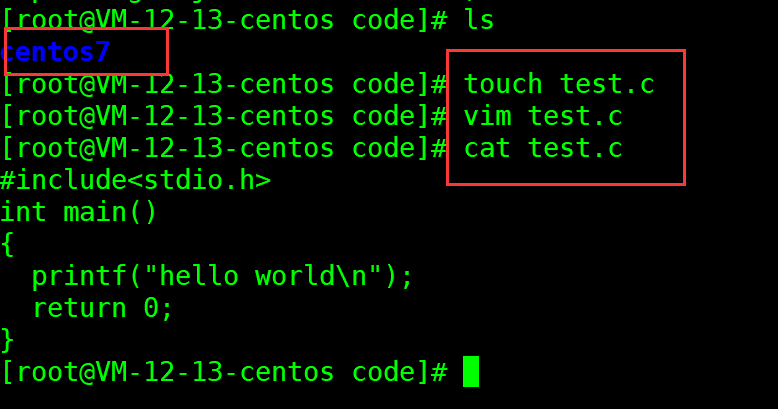 [root@VM-12-13-centos code]# ls
centos7
[root@VM-12-13-centos code]# touch test.c
[root@VM-12-13-centos code]# vim test.c
[root@VM-12-13-centos code]# cat test.c
#include<stdio.h>
int main()
{
  printf("hello world\n");
  return 0;
}
[root@VM-12-13-centos code]#